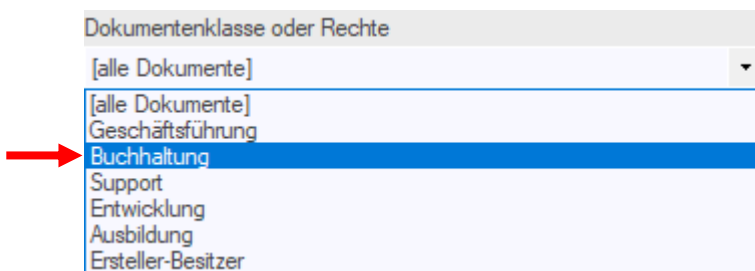 Dokumentenklasse oder Rechte
[alle Dokumente]
[alle Dokumente]
Geschäftsführung
Buchhaltung
Support
Entwicklung
Ausbildung
Ersteller-Besitzer